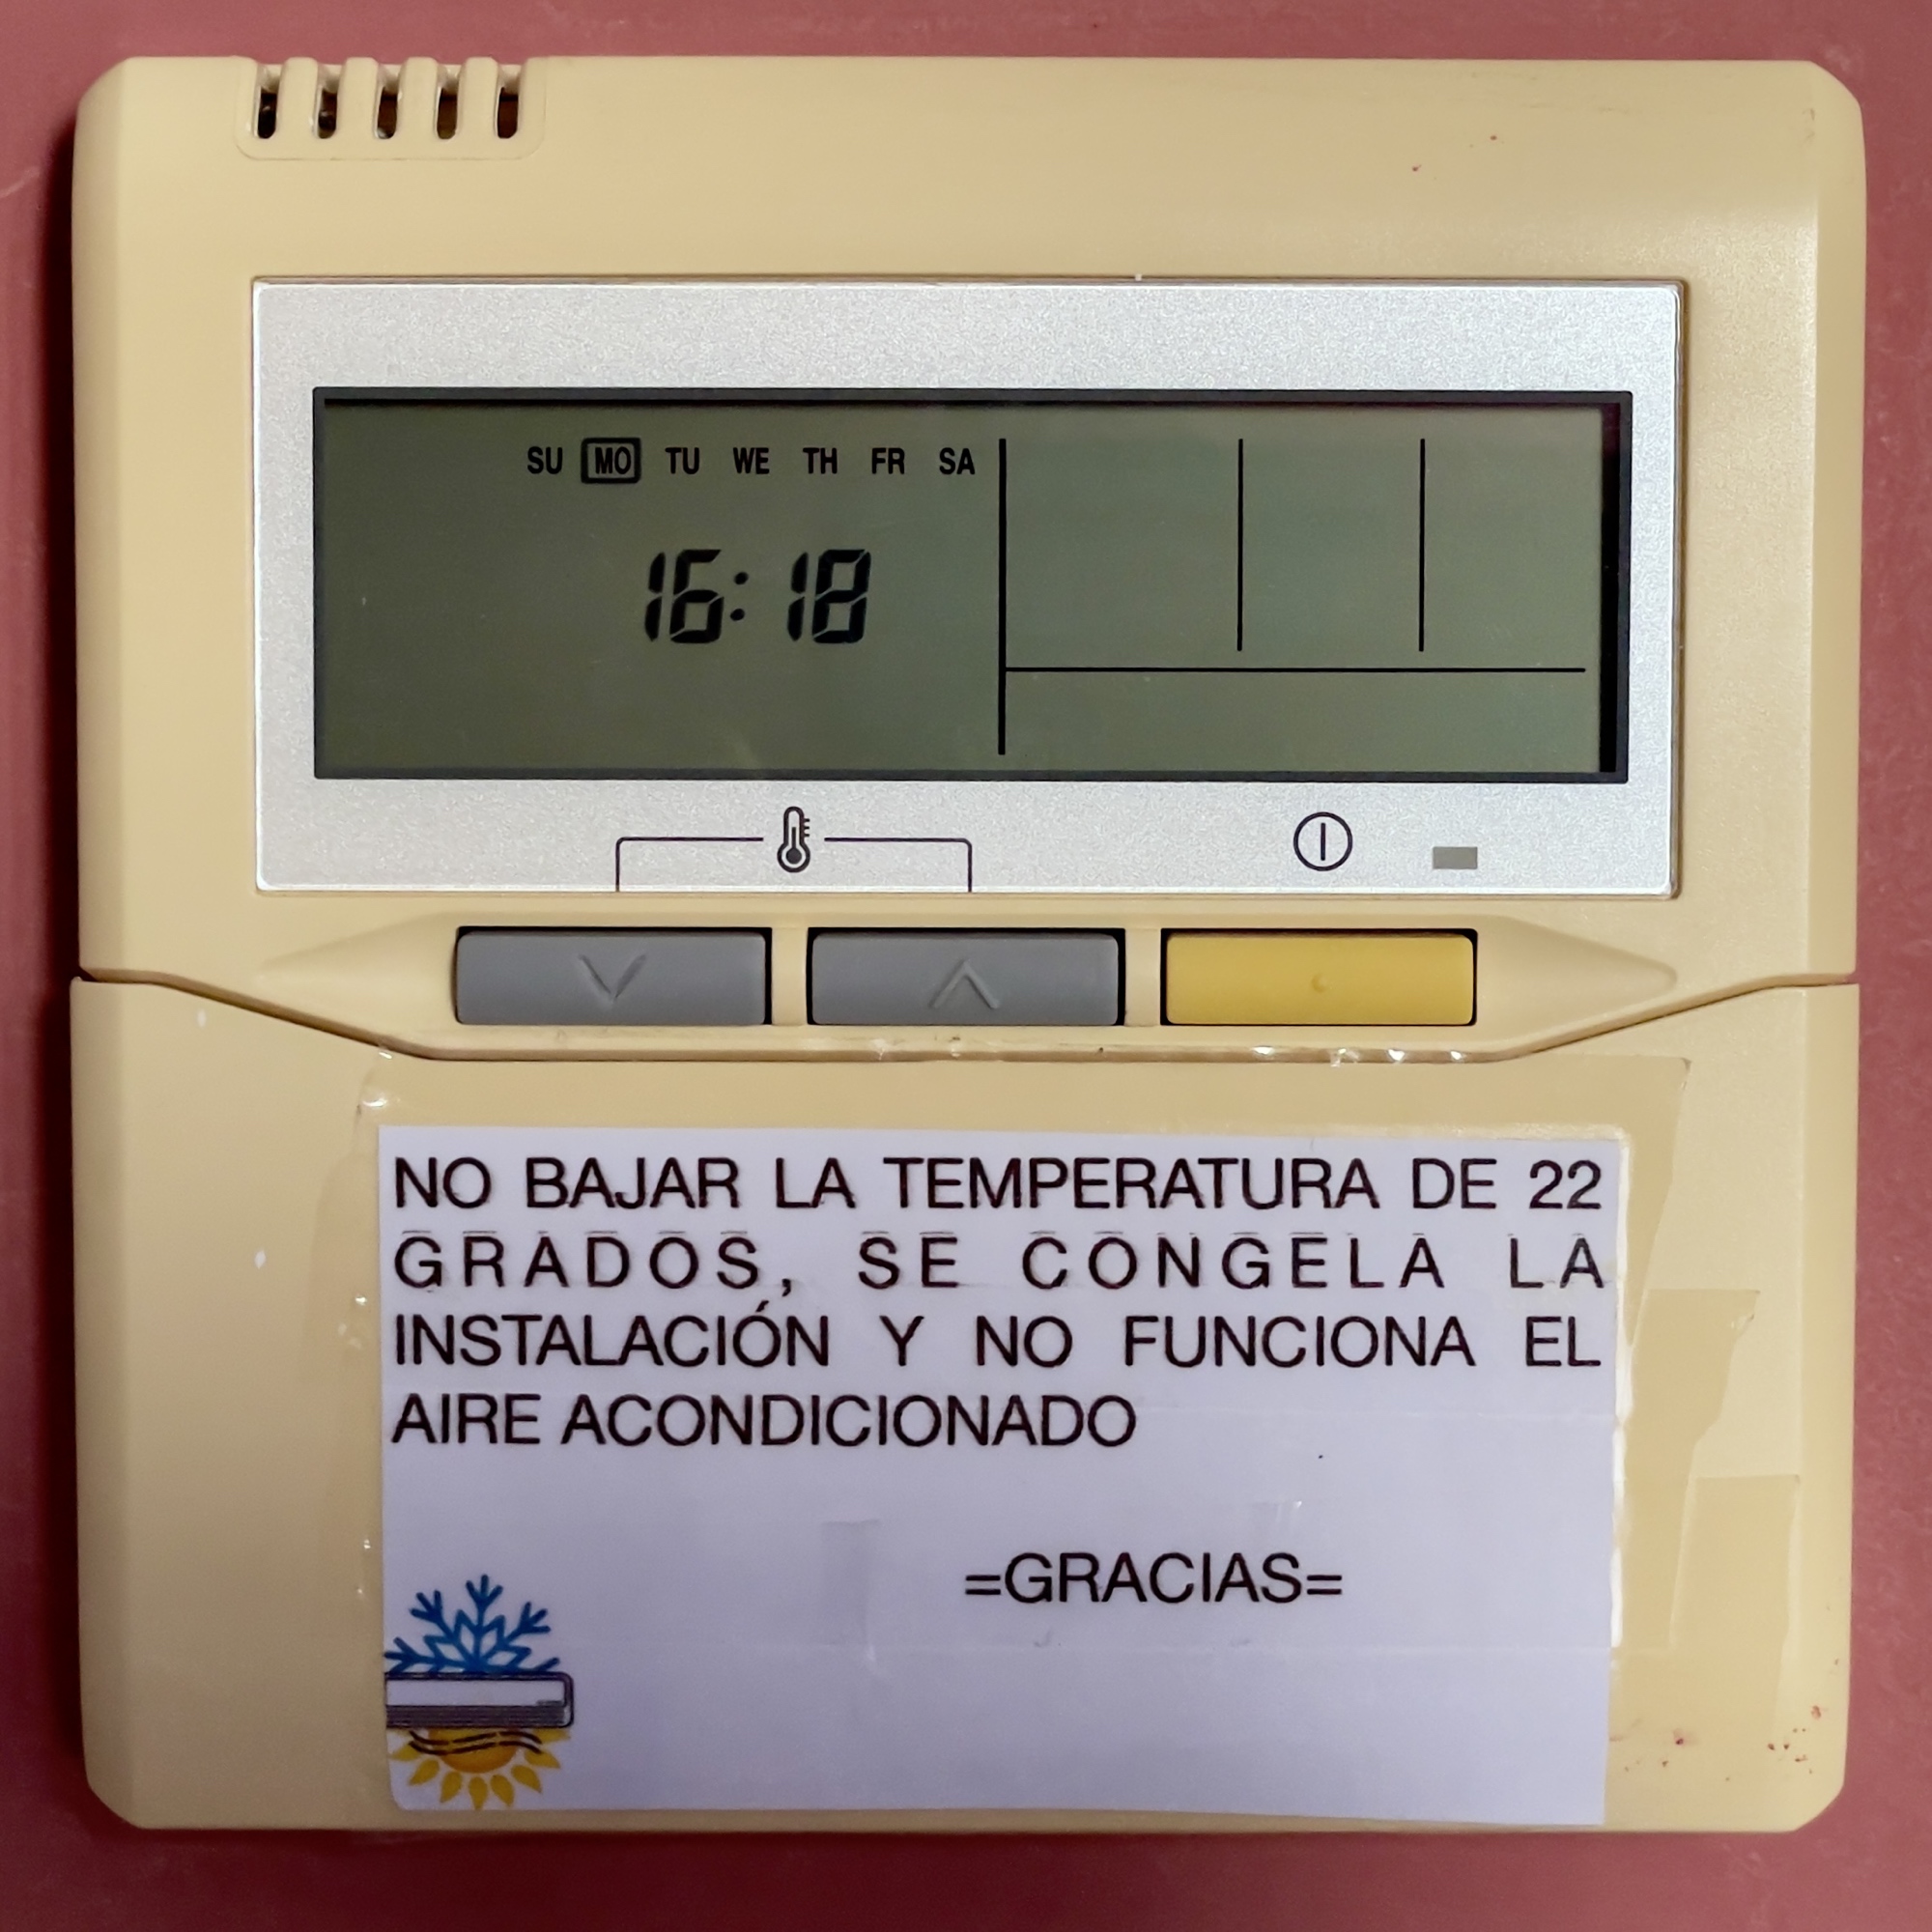 SU MO TU WE TH FR SA
16:18
NO BAJAR LA TEMPERATURA DE 22
GRADOS, SE CONGELA LA
INSTALACIÓN Y NO FUNCIONA EL
AIRE ACONDICIONADO
=GRACIAS=